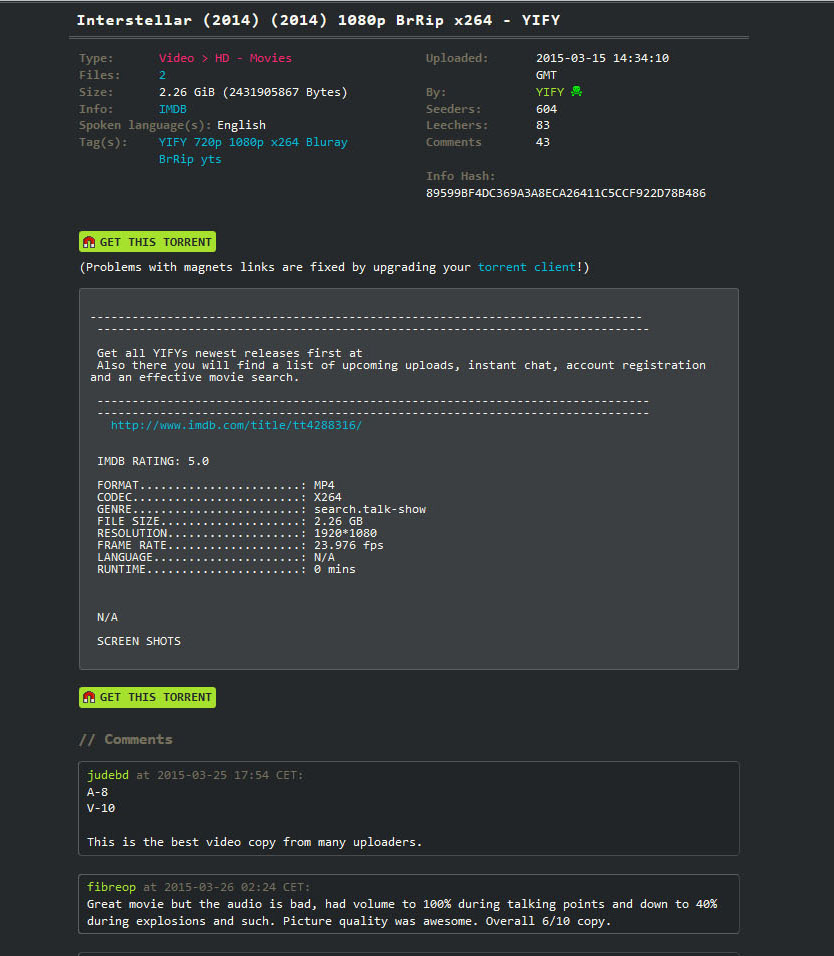 Interstellar (2014) (2014) 1080p BrRip x264 - YIFY
Type: Video > HD - Movies
Files: 2
Size: 2.26 GiB (2431905867 Bytes)
Info: IMDB
Spoken language(s): English
Tag(s): YIFY 720p 1080p x264 Bluray
BrRip yts
Uploaded: 2015-03-15 14:34:10
GMT
By: YIFY
Seeders: 604
Leechers: 83
Comments 43
Info Hash:
89599BF4DC369A3A8ECA26411C5CCF922D78B486
GET THIS TORRENT
(Problems with magnets links are fixed by upgrading your torrent client!)
-------------------------------------------------------------------------------
-------------------------------------------------------------------------------
Get all YIFYs newest releases first at
Also there you will find a list of upcoming uploads, instant chat, account registration
and an effective movie search.
-------------------------------------------------------------------------------
-------------------------------------------------------------------------------
http://www.imdb.com/title/tt4288316/
IMDB RATING: 5.0
FORMAT.......................: MP4
CODEC........................: X264
GENRE........................: search.talk-show
FILE SIZE....................: 2.26 GB
RESOLUTION...................: 1920*1080
FRAME RATE...................: 23.976 fps
LANGUAGE.....................: N/A
RUNTIME......................: 0 mins
N/A
SCREEN SHOTS
GET THIS TORRENT
// Comments
judebd at 2015-03-25 17:54 CET:
A-8
V-10
This is the best video copy from many uploaders.
fibreop at 2015-03-26 02:24 CET:
Great movie but the audio is bad, had volume to 100% during talking points and down to 40%
during explosions and such. Picture quality was awesome. Overall 6/10 copy.